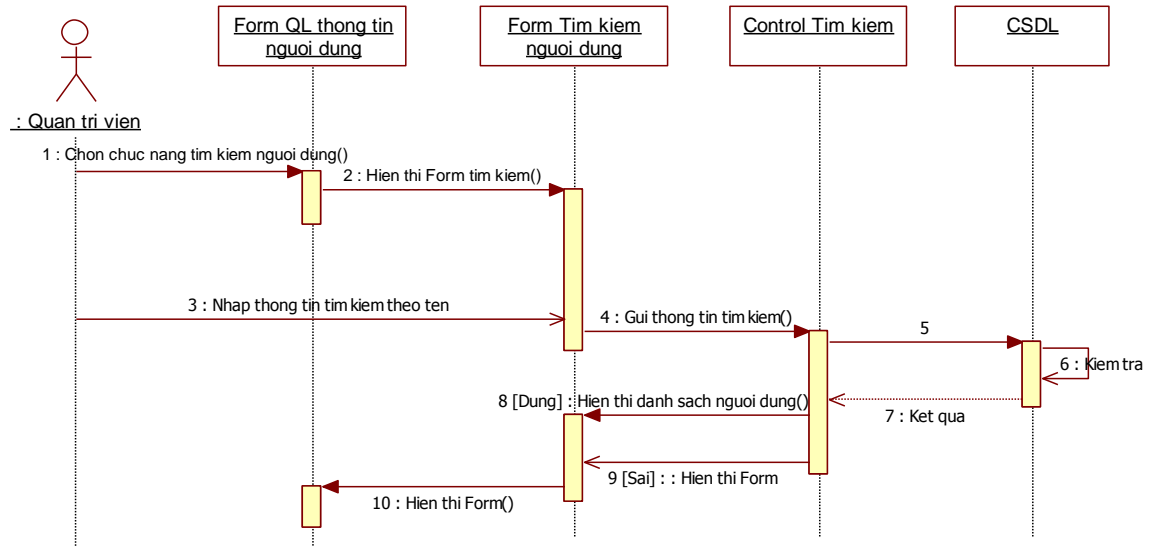 Form QL thong tin
nguoi dung
Form Tim kiem
nguoi dung
Control Tim kiem
CSDL
: Quan tri vien
1 : Chon chuc nang tim kiem nguoi dung()
2 : Hien thi Form tim kiem()
3 : Nhap thong tin tim kiem theo ten
4 : Gui thong tin tim kiem()
5
6 : Kiem tra
7 : Ket qua
8 [Dung] : Hien thi danh sach nguoi dung()
9 [Sai] : : Hien thi Form
10 : Hien thi Form()